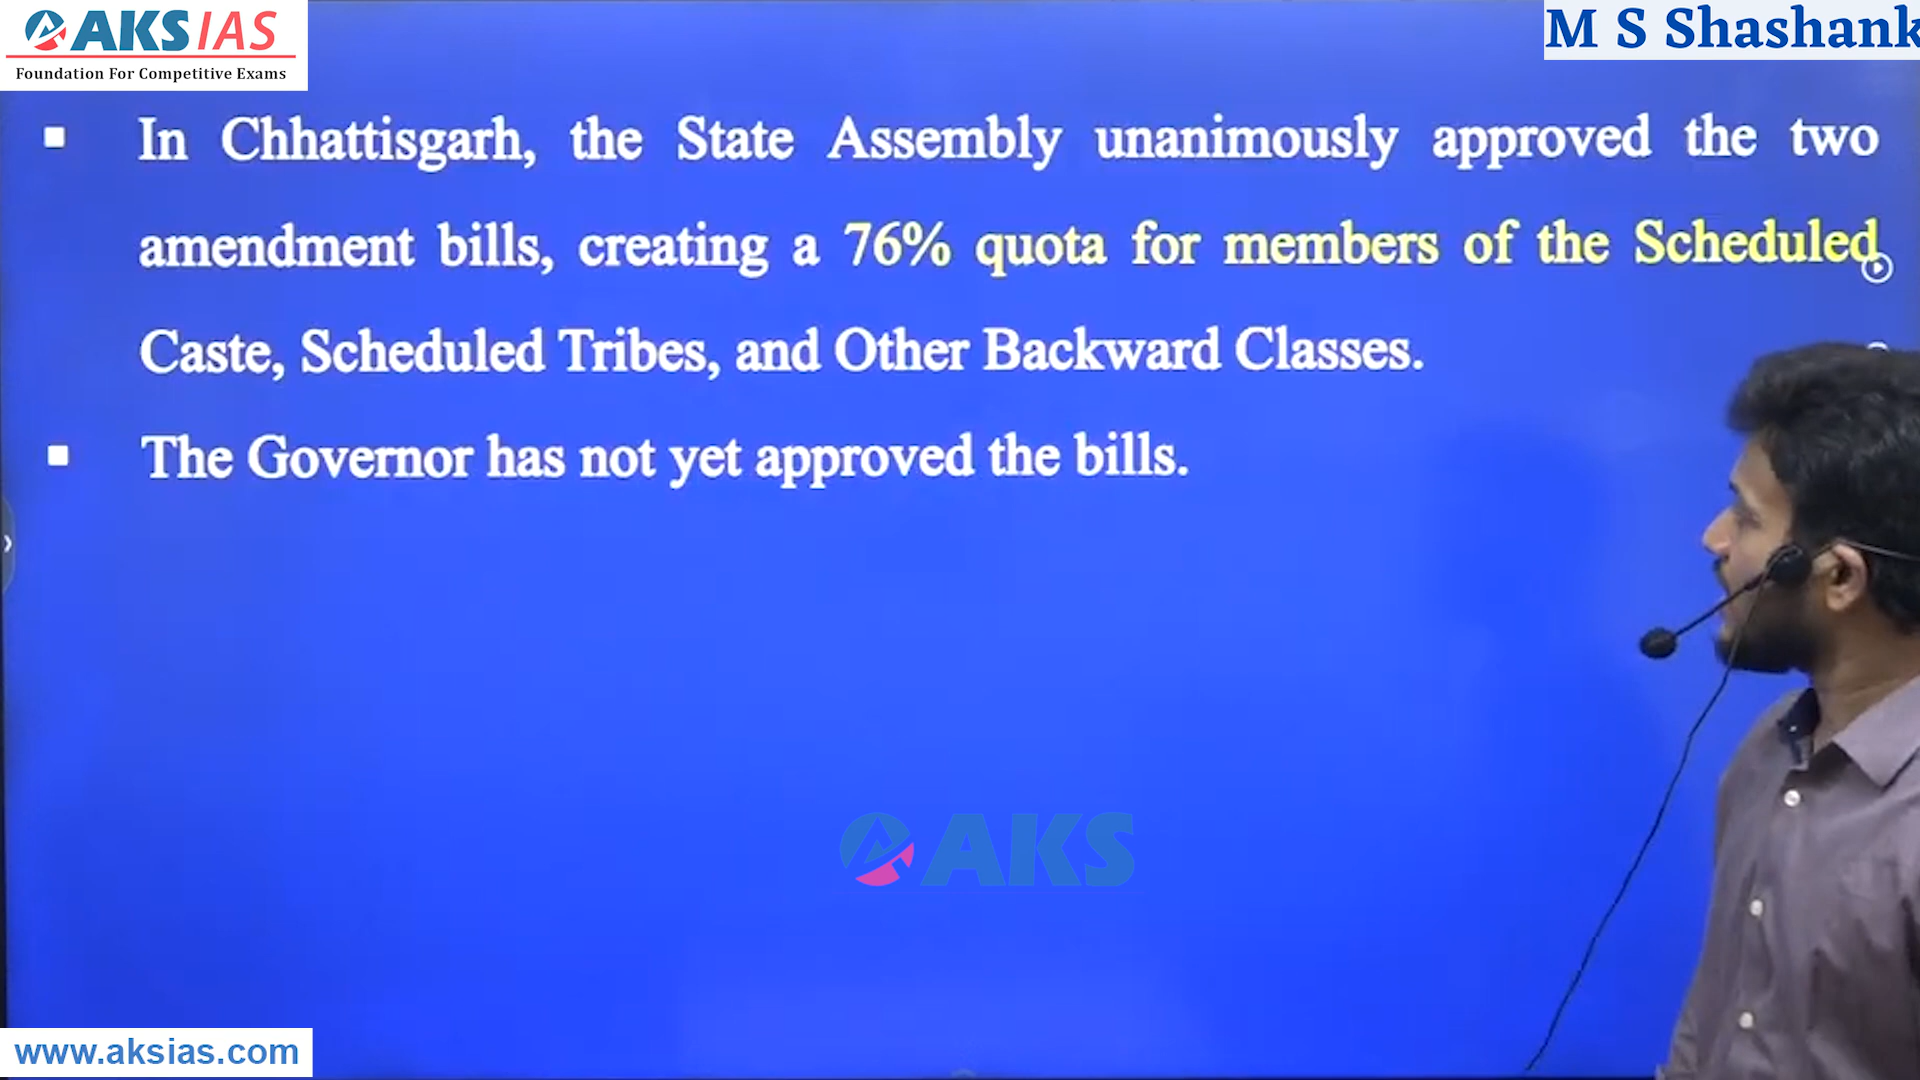 AKS IAS
Foundation For Competitive Exams
M S Shashank
In Chhattisgarh, the State Assembly unanimously approved the two
amendment bills, creating a 76% quota for members of the Scheduled
Caste, Scheduled Tribes, and Other Backward Classes.
The Governor has not yet approved the bills.
AKS
www.aksias.com